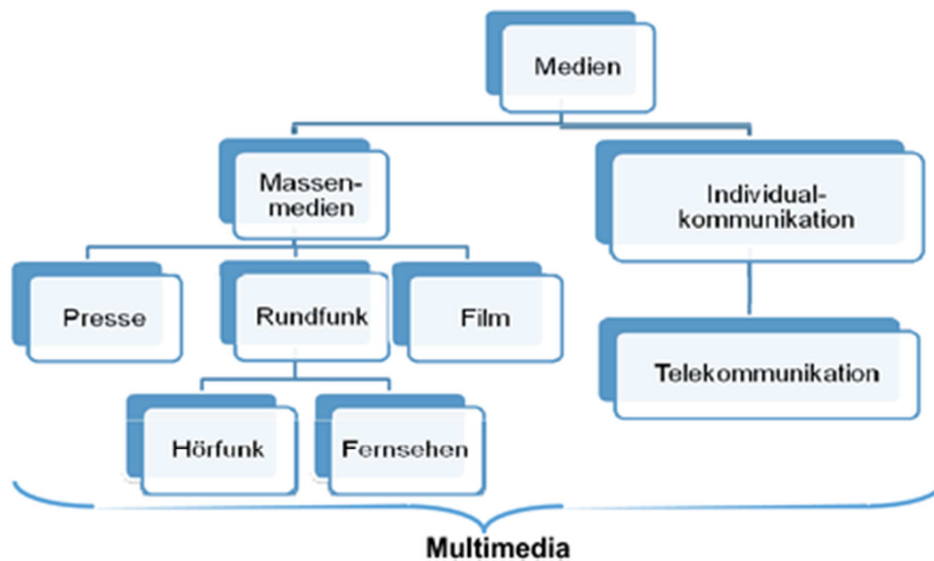 Medien
Massen-
medien
Individual-
kommunikation
Presse
Rundfunk
Film
Telekommunikation
Hörfunk
Fernsehen
Multimedia